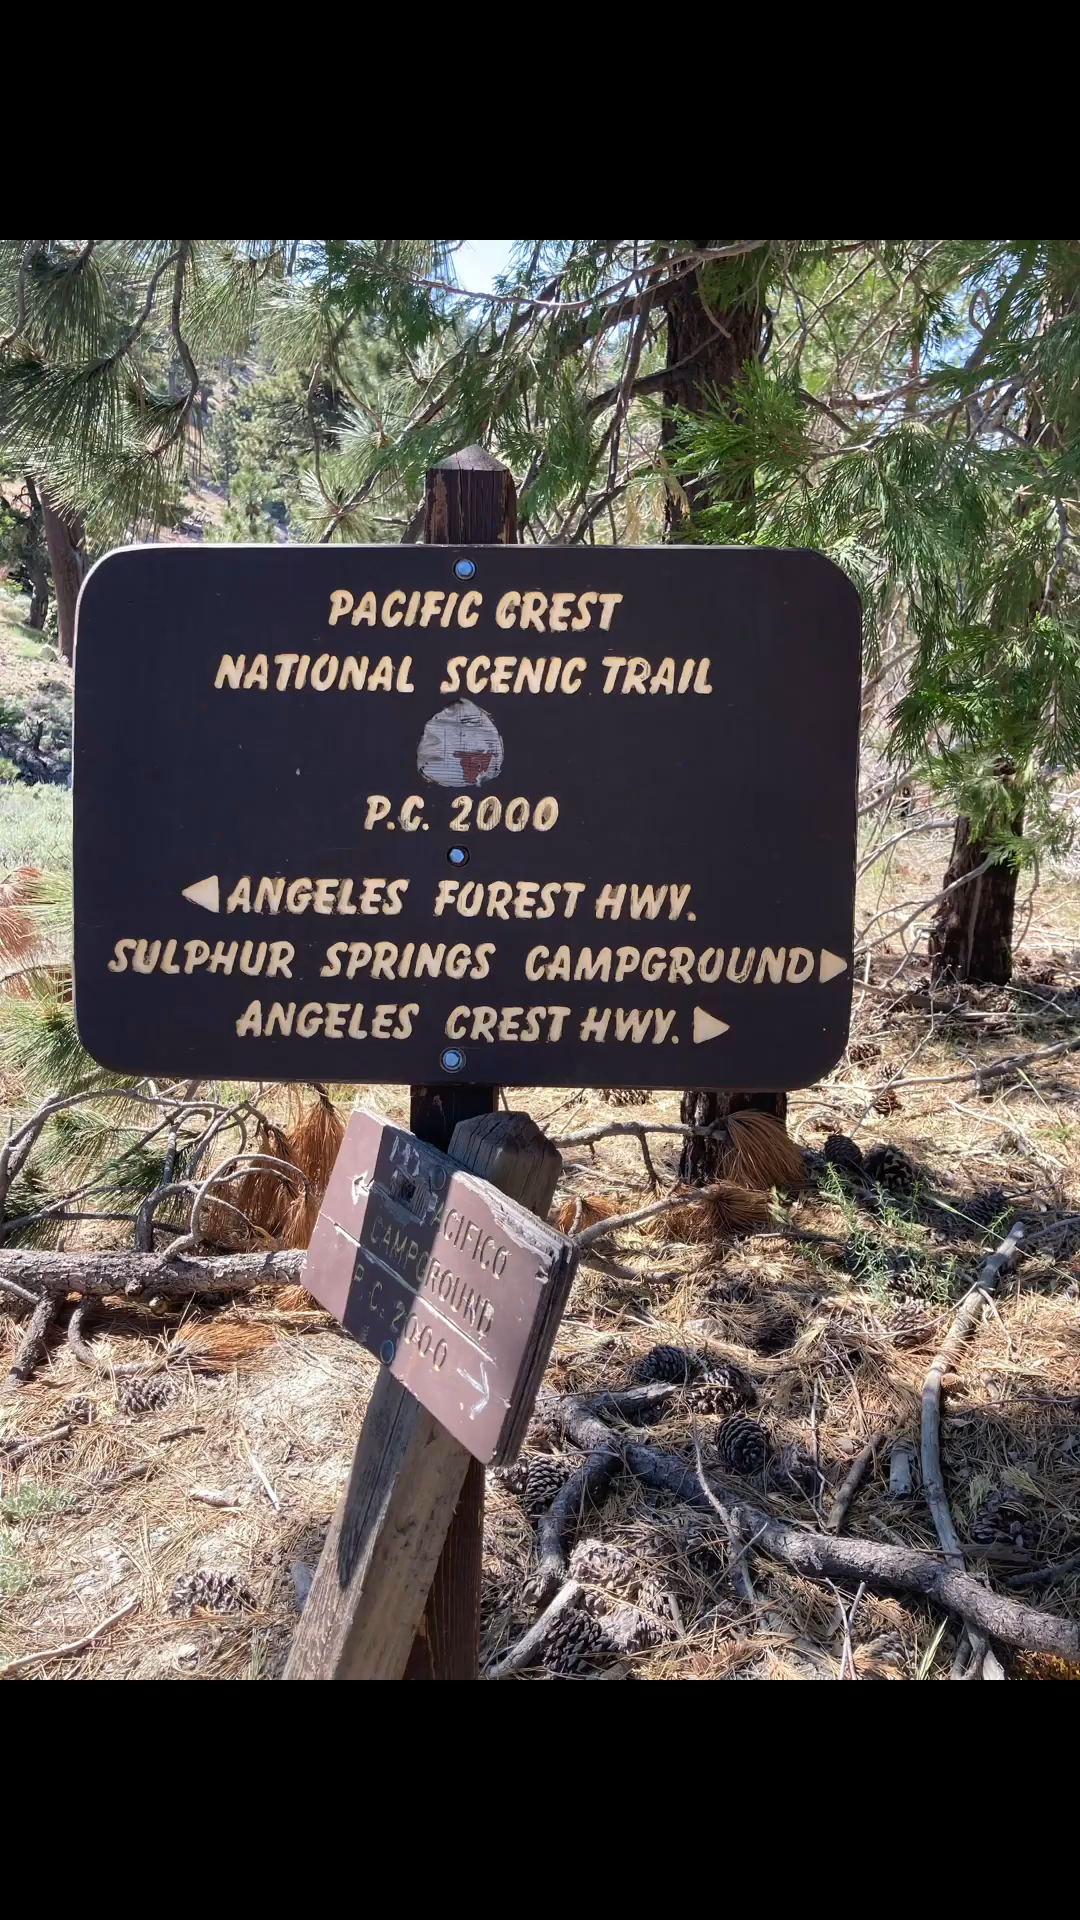 PACIFIC CREST
NATIONAL SCENIC TRAIL
P.C. 2000
ANGELES FOREST HWY.
SULPHUR SPRINGS CAMPGROUND
ANGELES CREST HWY.
PACIFICO
CAMPGROUND
P.C. 2000